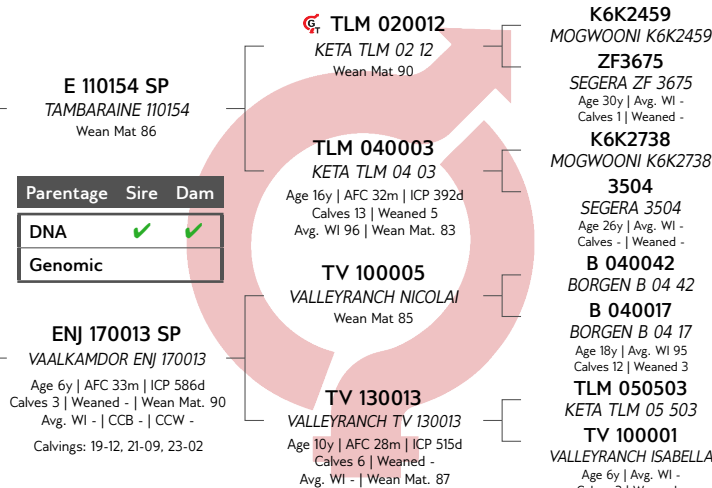 E 110154 SP
TAMBARAINE 110154
Wean Mat 86
Parentage Sire Dam
DNA ✔ ✔
Genomic
ENJ 170013 SP
VAALKAMDOR ENJ 170013
Age 6y | AFC 33m | ICP 586d
Calves 3 | Weaned - | Wean Mat. 90
Avg. WI - | CCB - | CCW -
Calvings: 19-12, 21-09, 23-02
GT TLM 020012
KETA TLM 02 12
Wean Mat 90
TLM 040003
KETA TLM 04 03
Age 16y | AFC 32m | ICP 392d
Calves 13 | Weaned 5
Avg. WI 96 | Wean Mat. 83
TV 100005
VALLEYRANCH NICOLAI
Wean Mat 85
TV 130013
VALLEYRANCH TV 130013
Age 10y | AFC 28m | ICP 515d
Calves 6 | Weaned -
Avg. WI - | Wean Mat. 87
K6K2459
MOGWOONI K6K2459
ZF3675
SEGERA ZF 3675
Age 30y | Avg. WI -
Calves 1 | Weaned -
K6K2738
MOGWOONI K6K2738
3504
SEGERA 3504
Age 26y | Avg. WI -
Calves - | Weaned -
B 040042
BORGEN B 04 42
B 040017
BORGEN B 04 17
Age 18y | Avg. WI 95
Calves 12 | Weaned 3
TLM 050503
KETA TLM 05 503
TV 100001
VALLEYRANCH ISABELLA
Age 6y | Avg. WI -